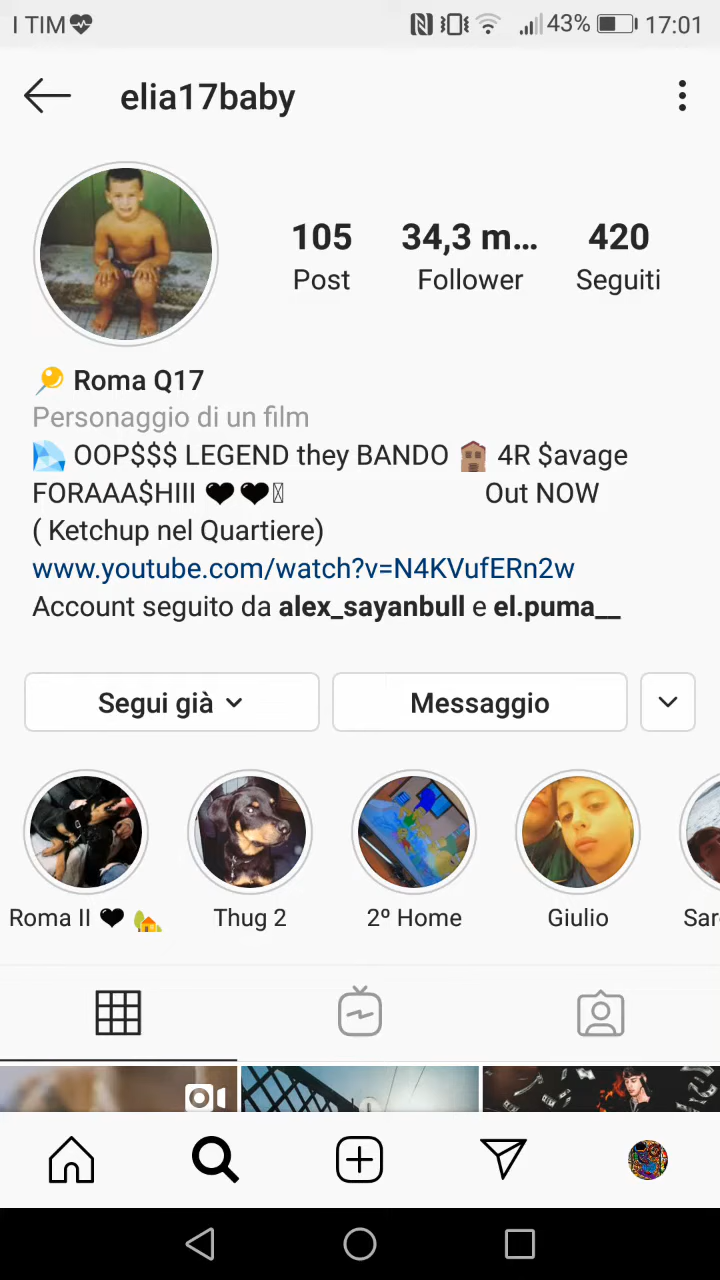 I TIM 43% 17:01
elia17baby
105 34,3 m... 420
Post Follower Seguiti
Roma Q17
Personaggio di un film
OOP$$$ LEGEND they BANDO 4R $avage
FORAAA$HIII 🖤🖤 Out NOW
( Ketchup nel Quartiere)
www.youtube.com/watch?v=N4KVufERn2w
Account seguito da alex_sayanbull e el.puma__
Segui già Messaggio
Roma II 🖤 🏡 Thug 2 2º Home Giulio Sar